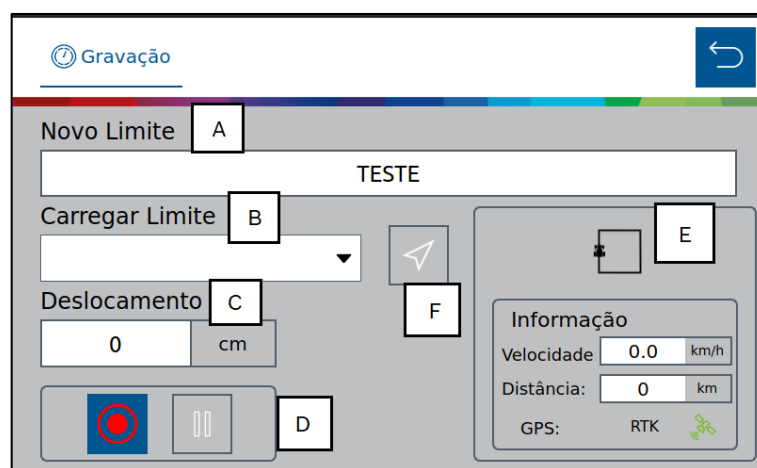 Gravação
Novo Limite A
TESTE
Carregar Limite B
E
F
Deslocamento C
0 cm
Informação
Velocidade 0.0 km/h
Distância: 0 km
GPS: RTK
D